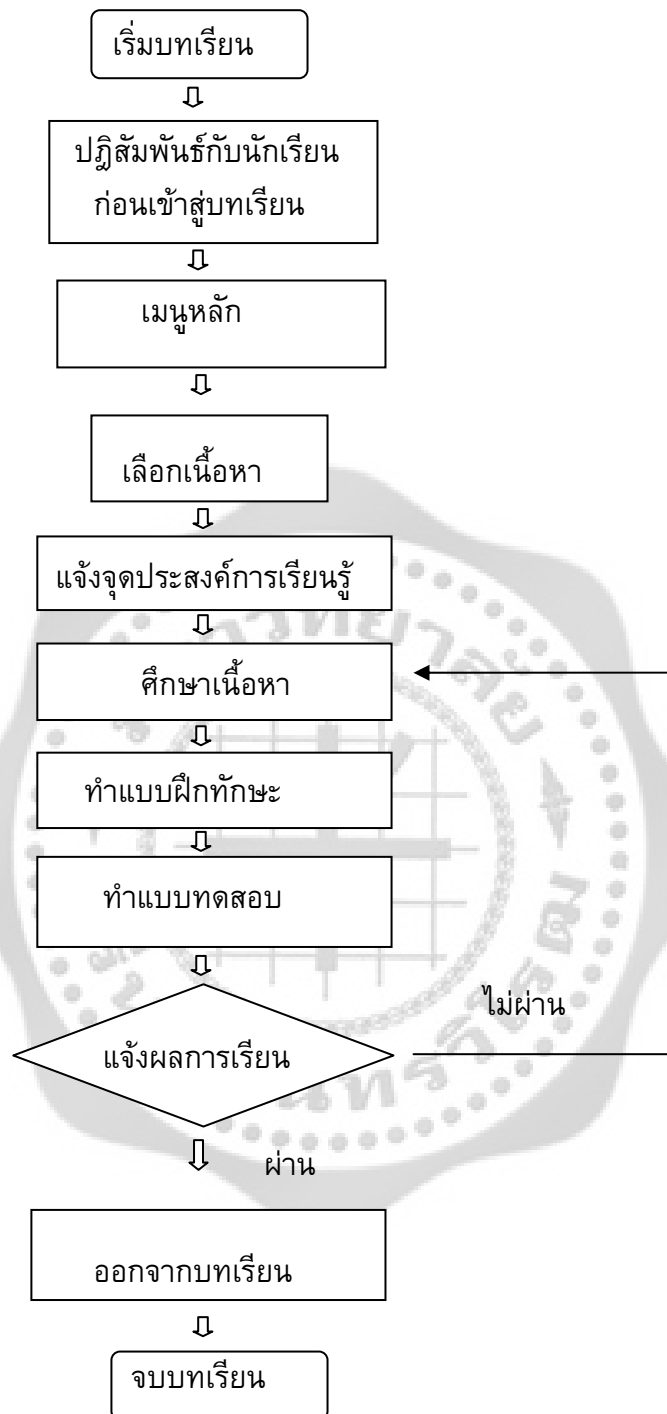 เริ่มบทเรียน
ปฎิสัมพันธ์กับนักเรียน
ก่อนเข้าสู่บทเรียน
เมนูหลัก
เลือกเนื้อหา
แจ้งจุดประสงค์การเรียนรู้
ศึกษาเนื้อหา
ทำแบบฝึกทักษะ
ทำแบบทดสอบ
ไม่ผ่าน
แจ้งผลการเรียน
ผ่าน
ออกจากบทเรียน
จบบทเรียน